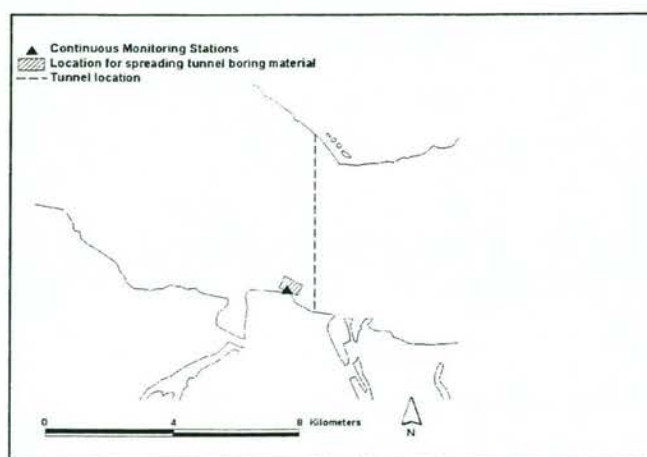 Continuous Monitoring Stations
Location for spreading tunnel boring material
Tunnel location
0 4 8 Kilometers
N